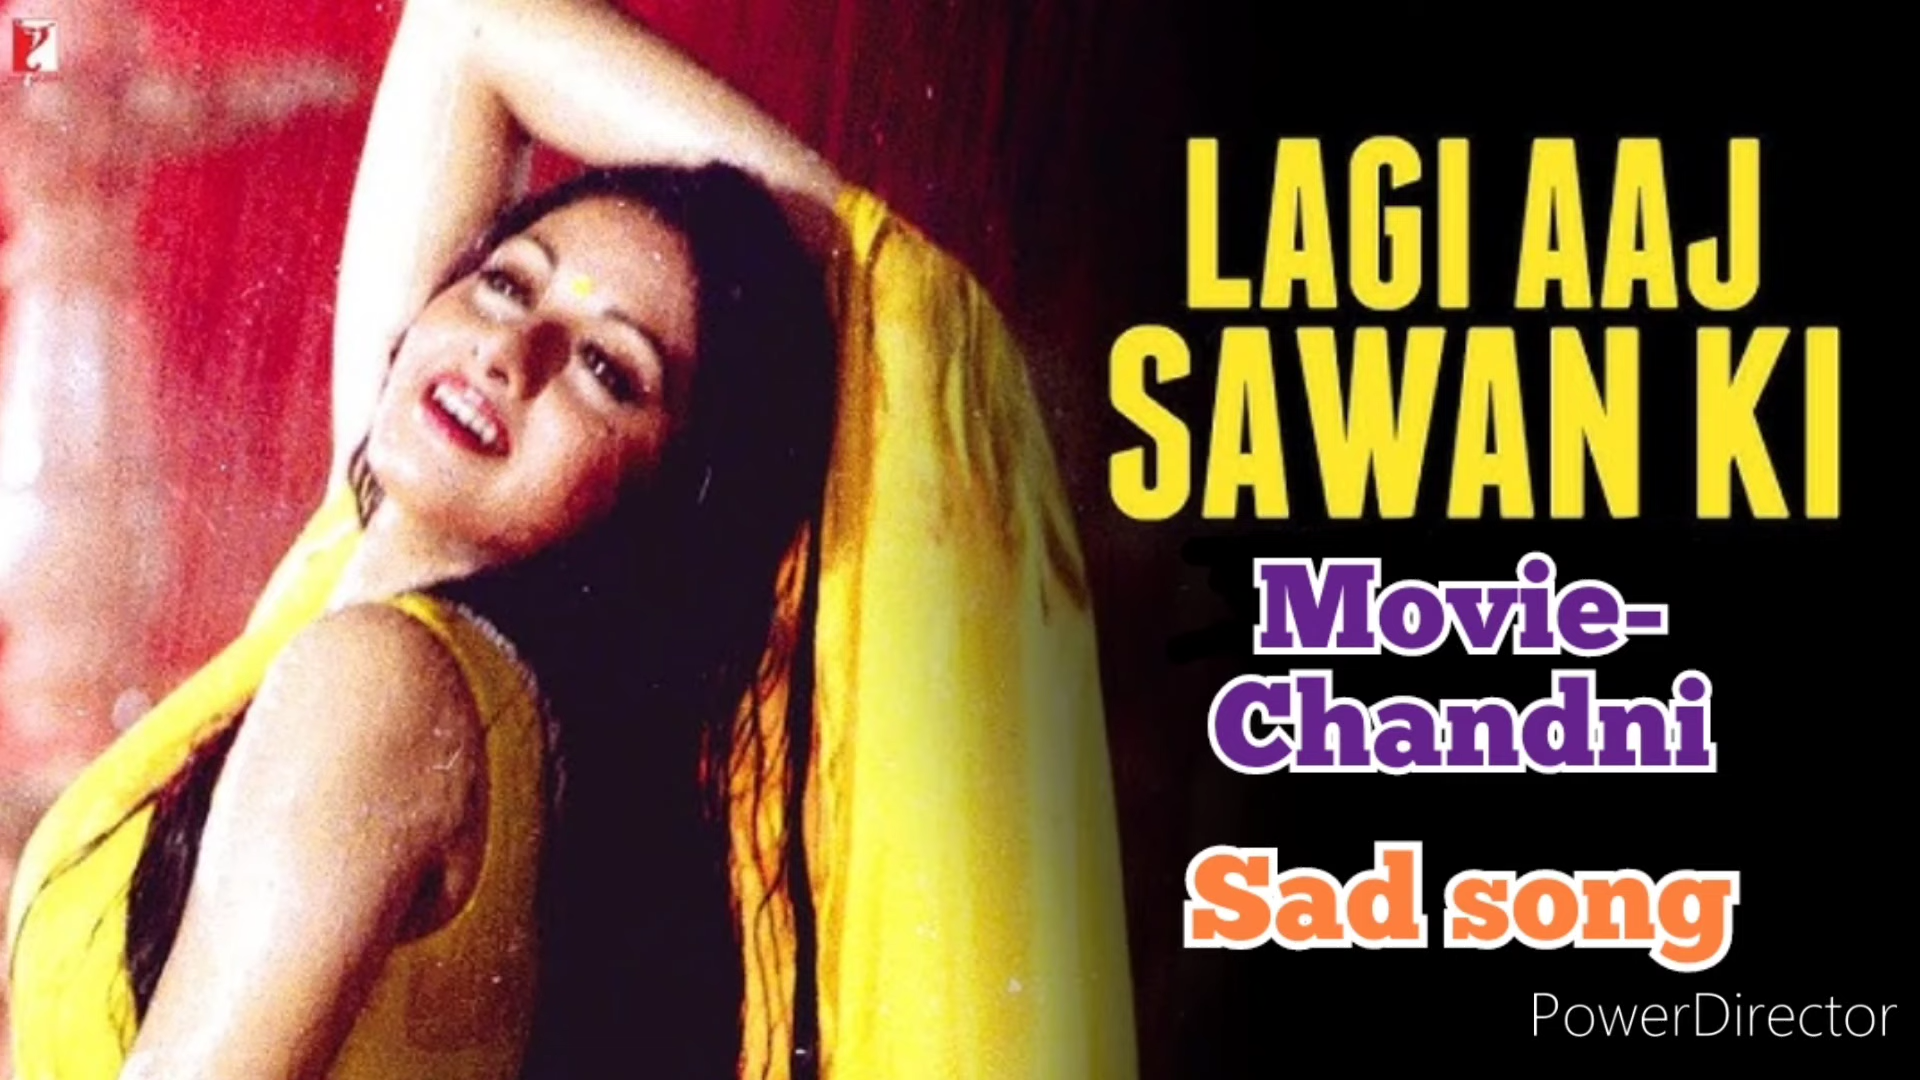 LAGI AAJ
SAWAN KI
Movie-
Chandni
Sad song
PowerDirector